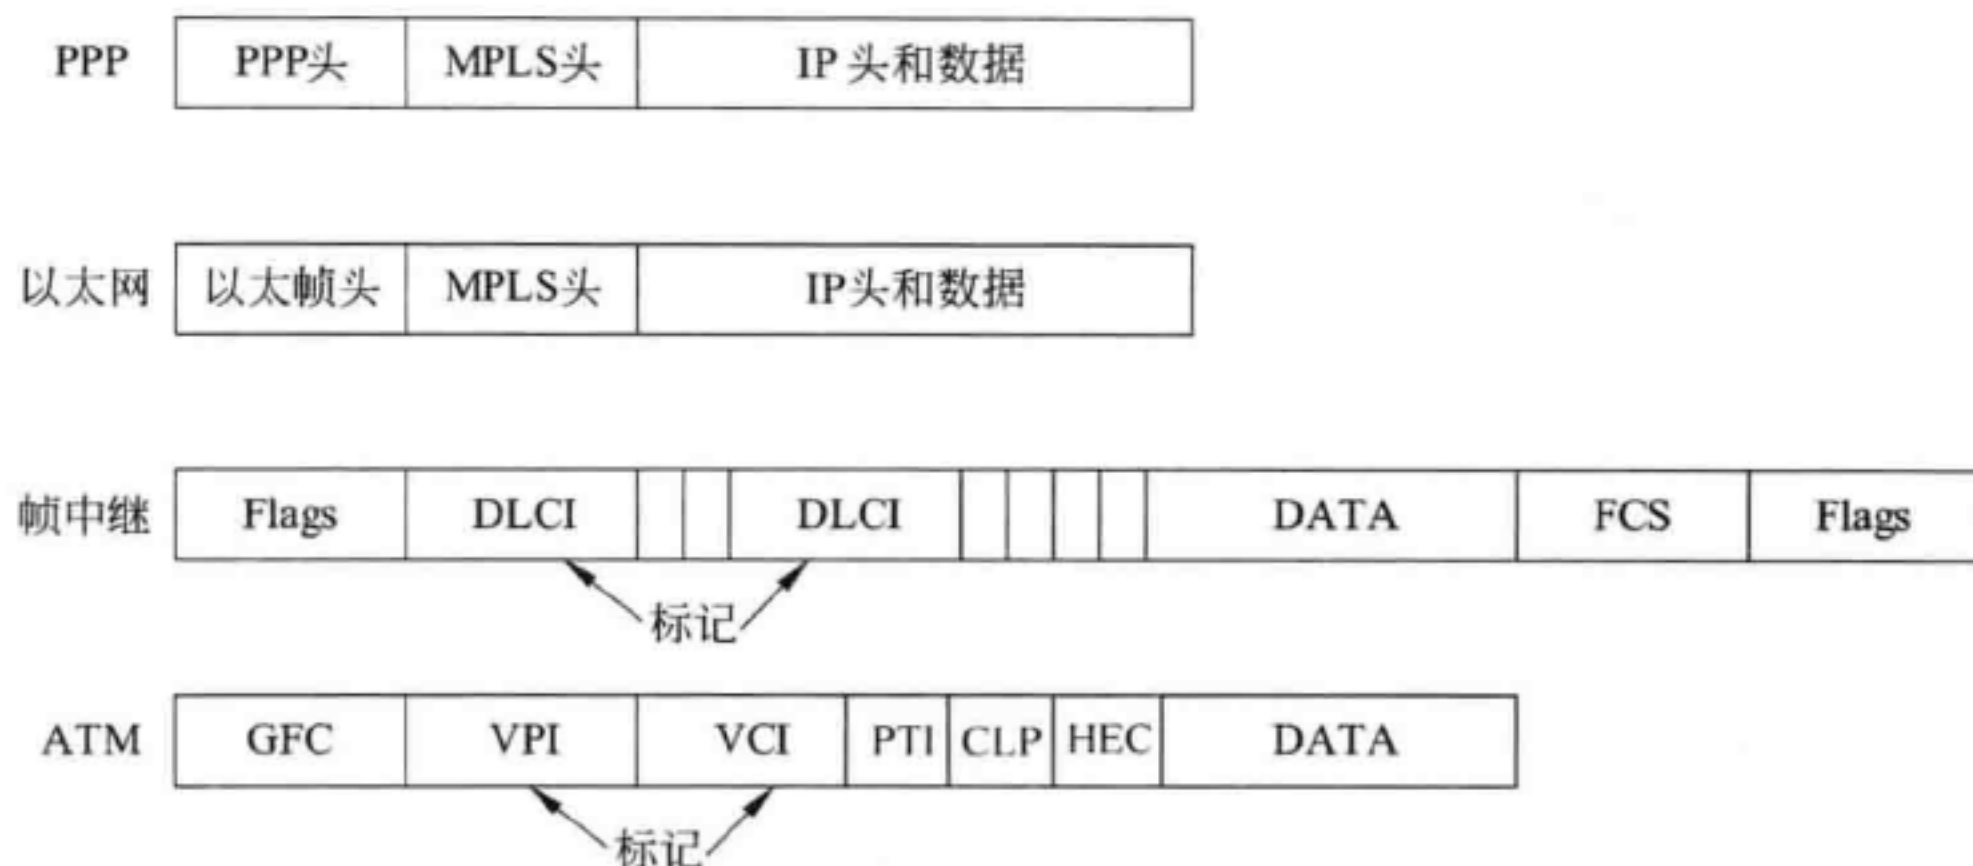 PPP PPP头 MPLS头 IP 头和数据
以太网 以太帧头 MPLS头 IP头和数据
帧中继 Flags DLCI DLCI DATA FCS Flags
标记
ATM GFC VPI VCI PTI CLP HEC DATA
标记